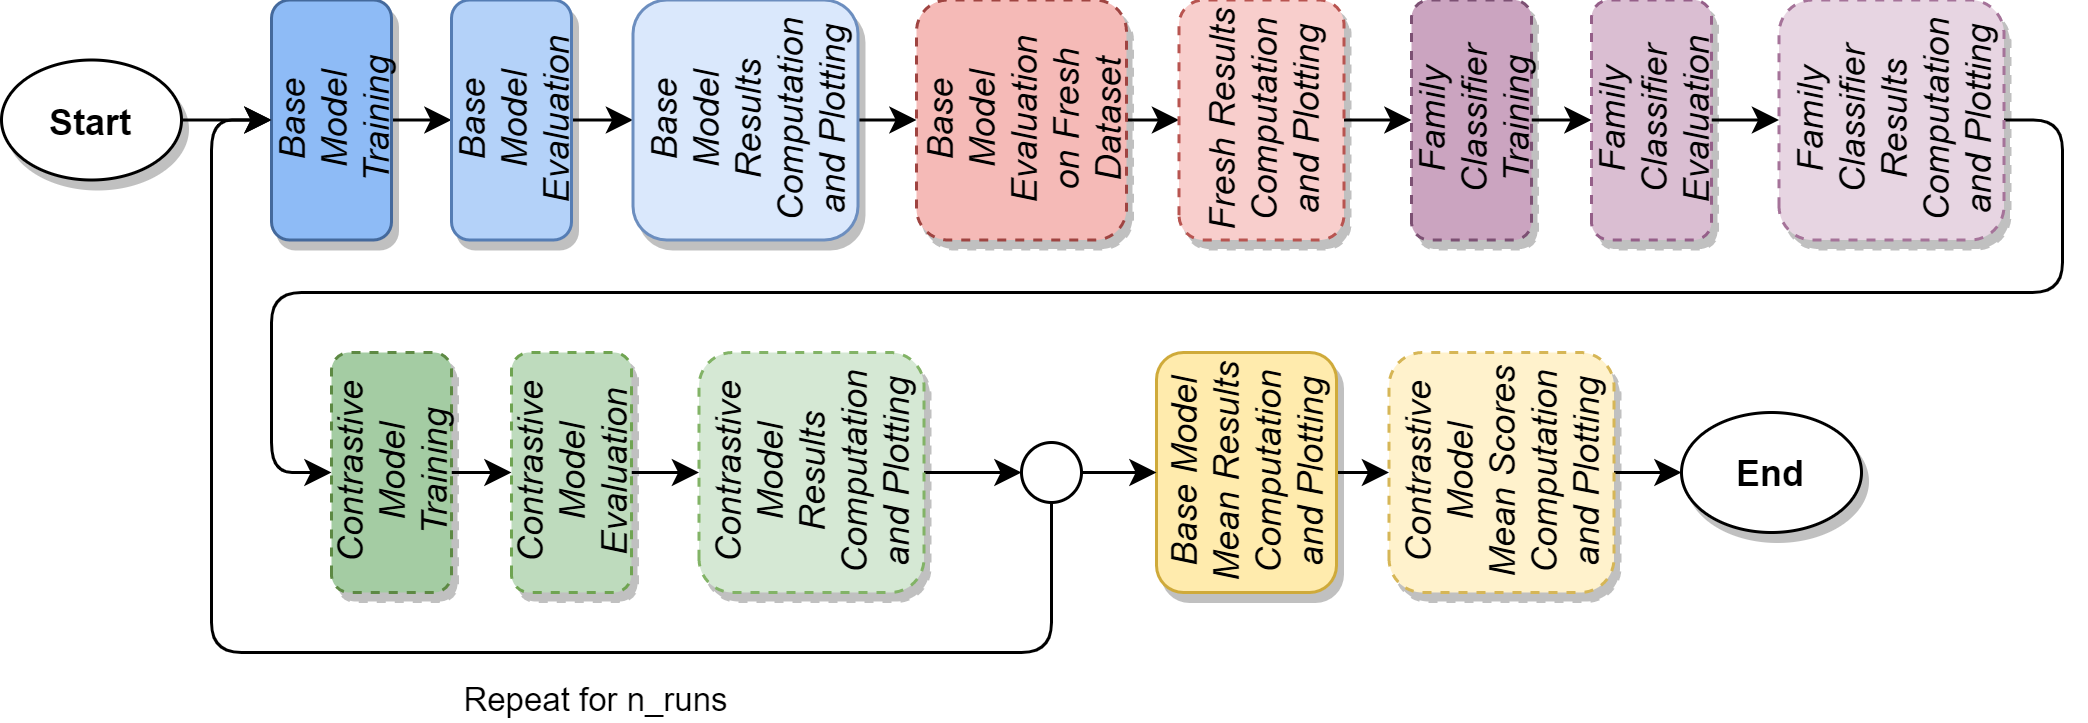 Start
Base
Model
Training
Base
Model
Evaluation
Base
Model
Results
Computation
and Plotting
Base
Model
Evaluation
on Fresh
Dataset
Fresh Results
Computation
and Plotting
Family
Classifier
Training
Family
Classifier
Evaluation
Family
Classifier
Results
Computation
and Plotting
Contrastive
Model
Training
Contrastive
Model
Evaluation
Contrastive
Model
Results
Computation
and Plotting
Base Model
Mean Results
Computation
and Plotting
Contrastive
Model
Mean Scores
Computation
and Plotting
End
Repeat for n_runs